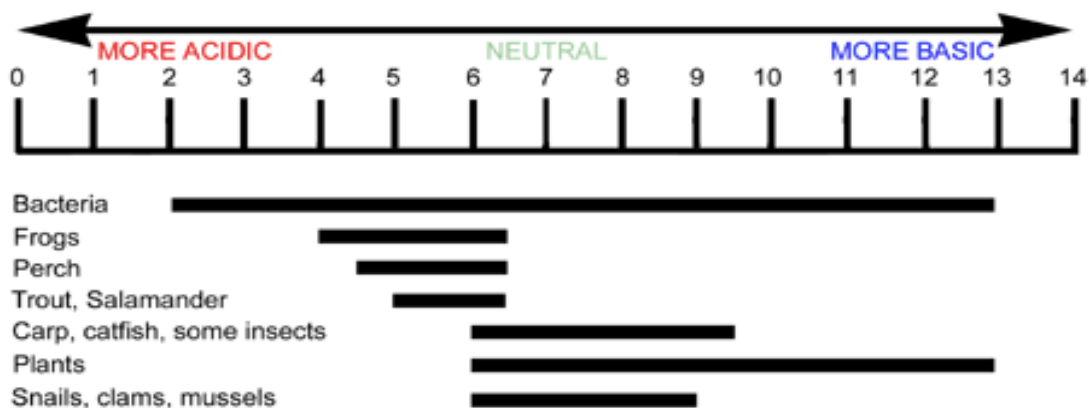 MORE ACIDIC NEUTRAL MORE BASIC
0 1 2 3 4 5 6 7 8 9 10 11 12 13 14
Bacteria
Frogs
Perch
Trout, Salamander
Carp, catfish, some insects
Plants
Snails, clams, mussels